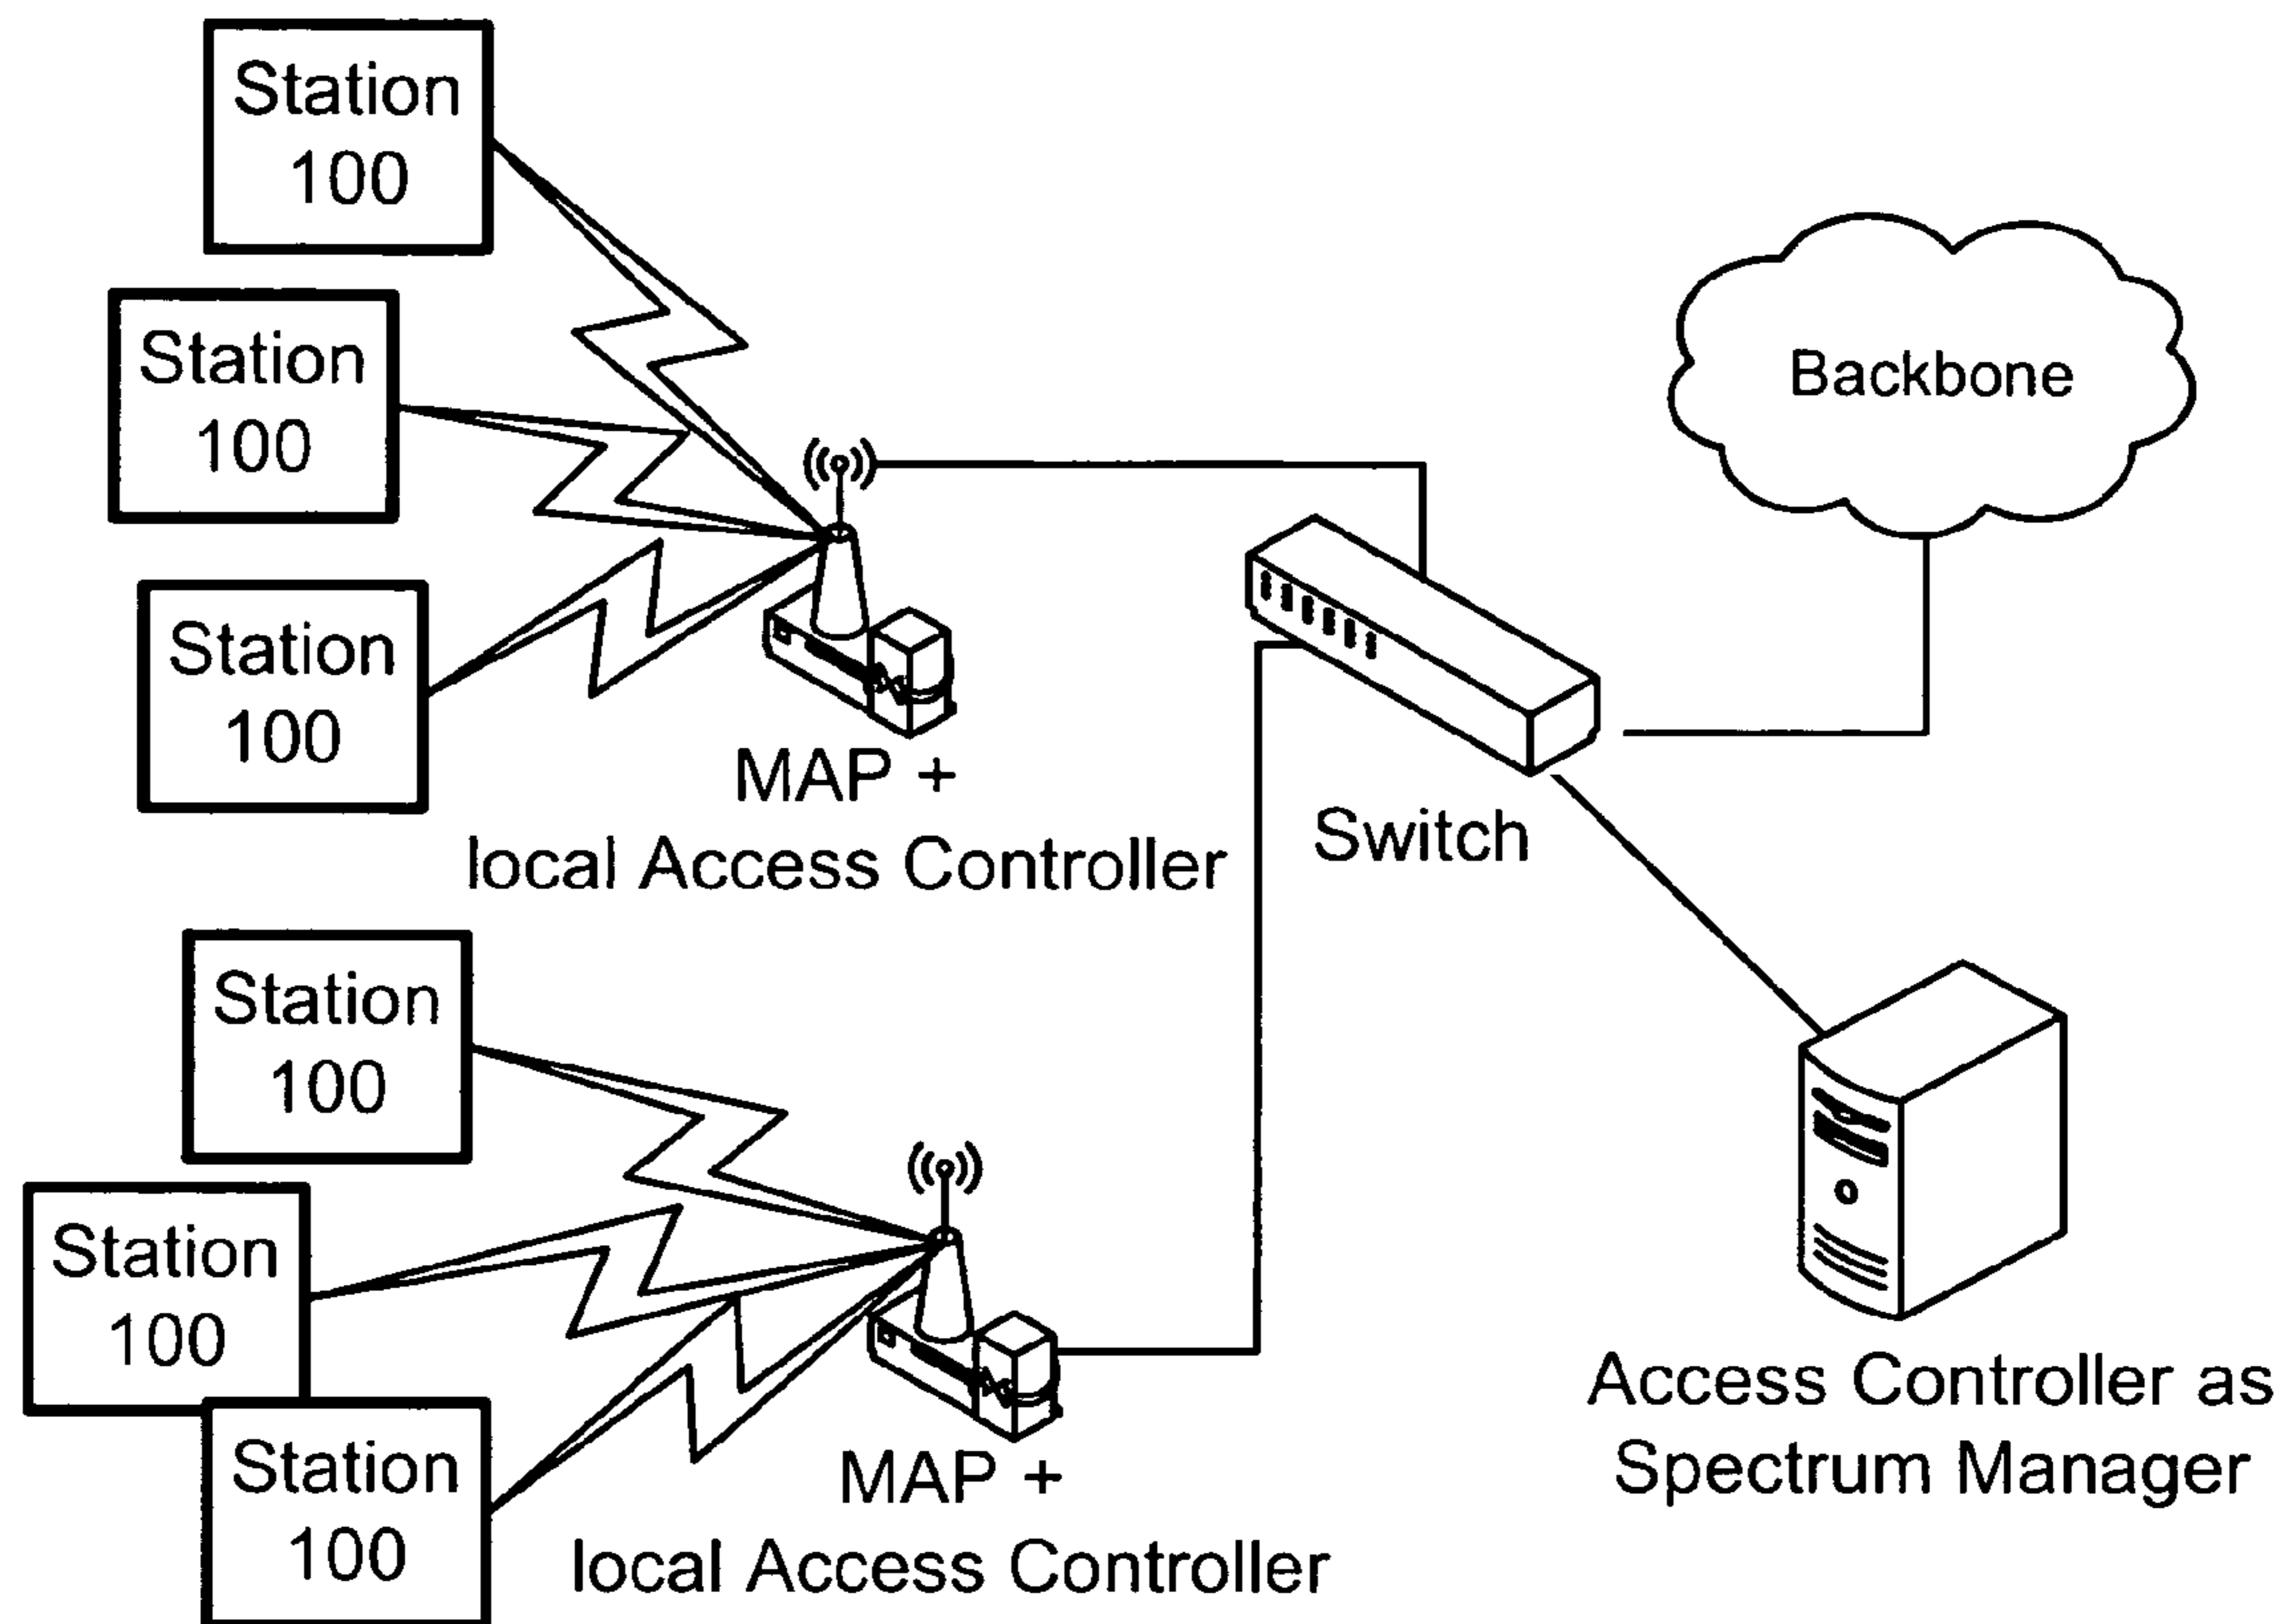 Station
100
Station
100
Station
100
MAP +
local Access Controller
Switch
Backbone
Station
100
Station
100
Station
100
MAP +
local Access Controller
Access Controller as
Spectrum Manager